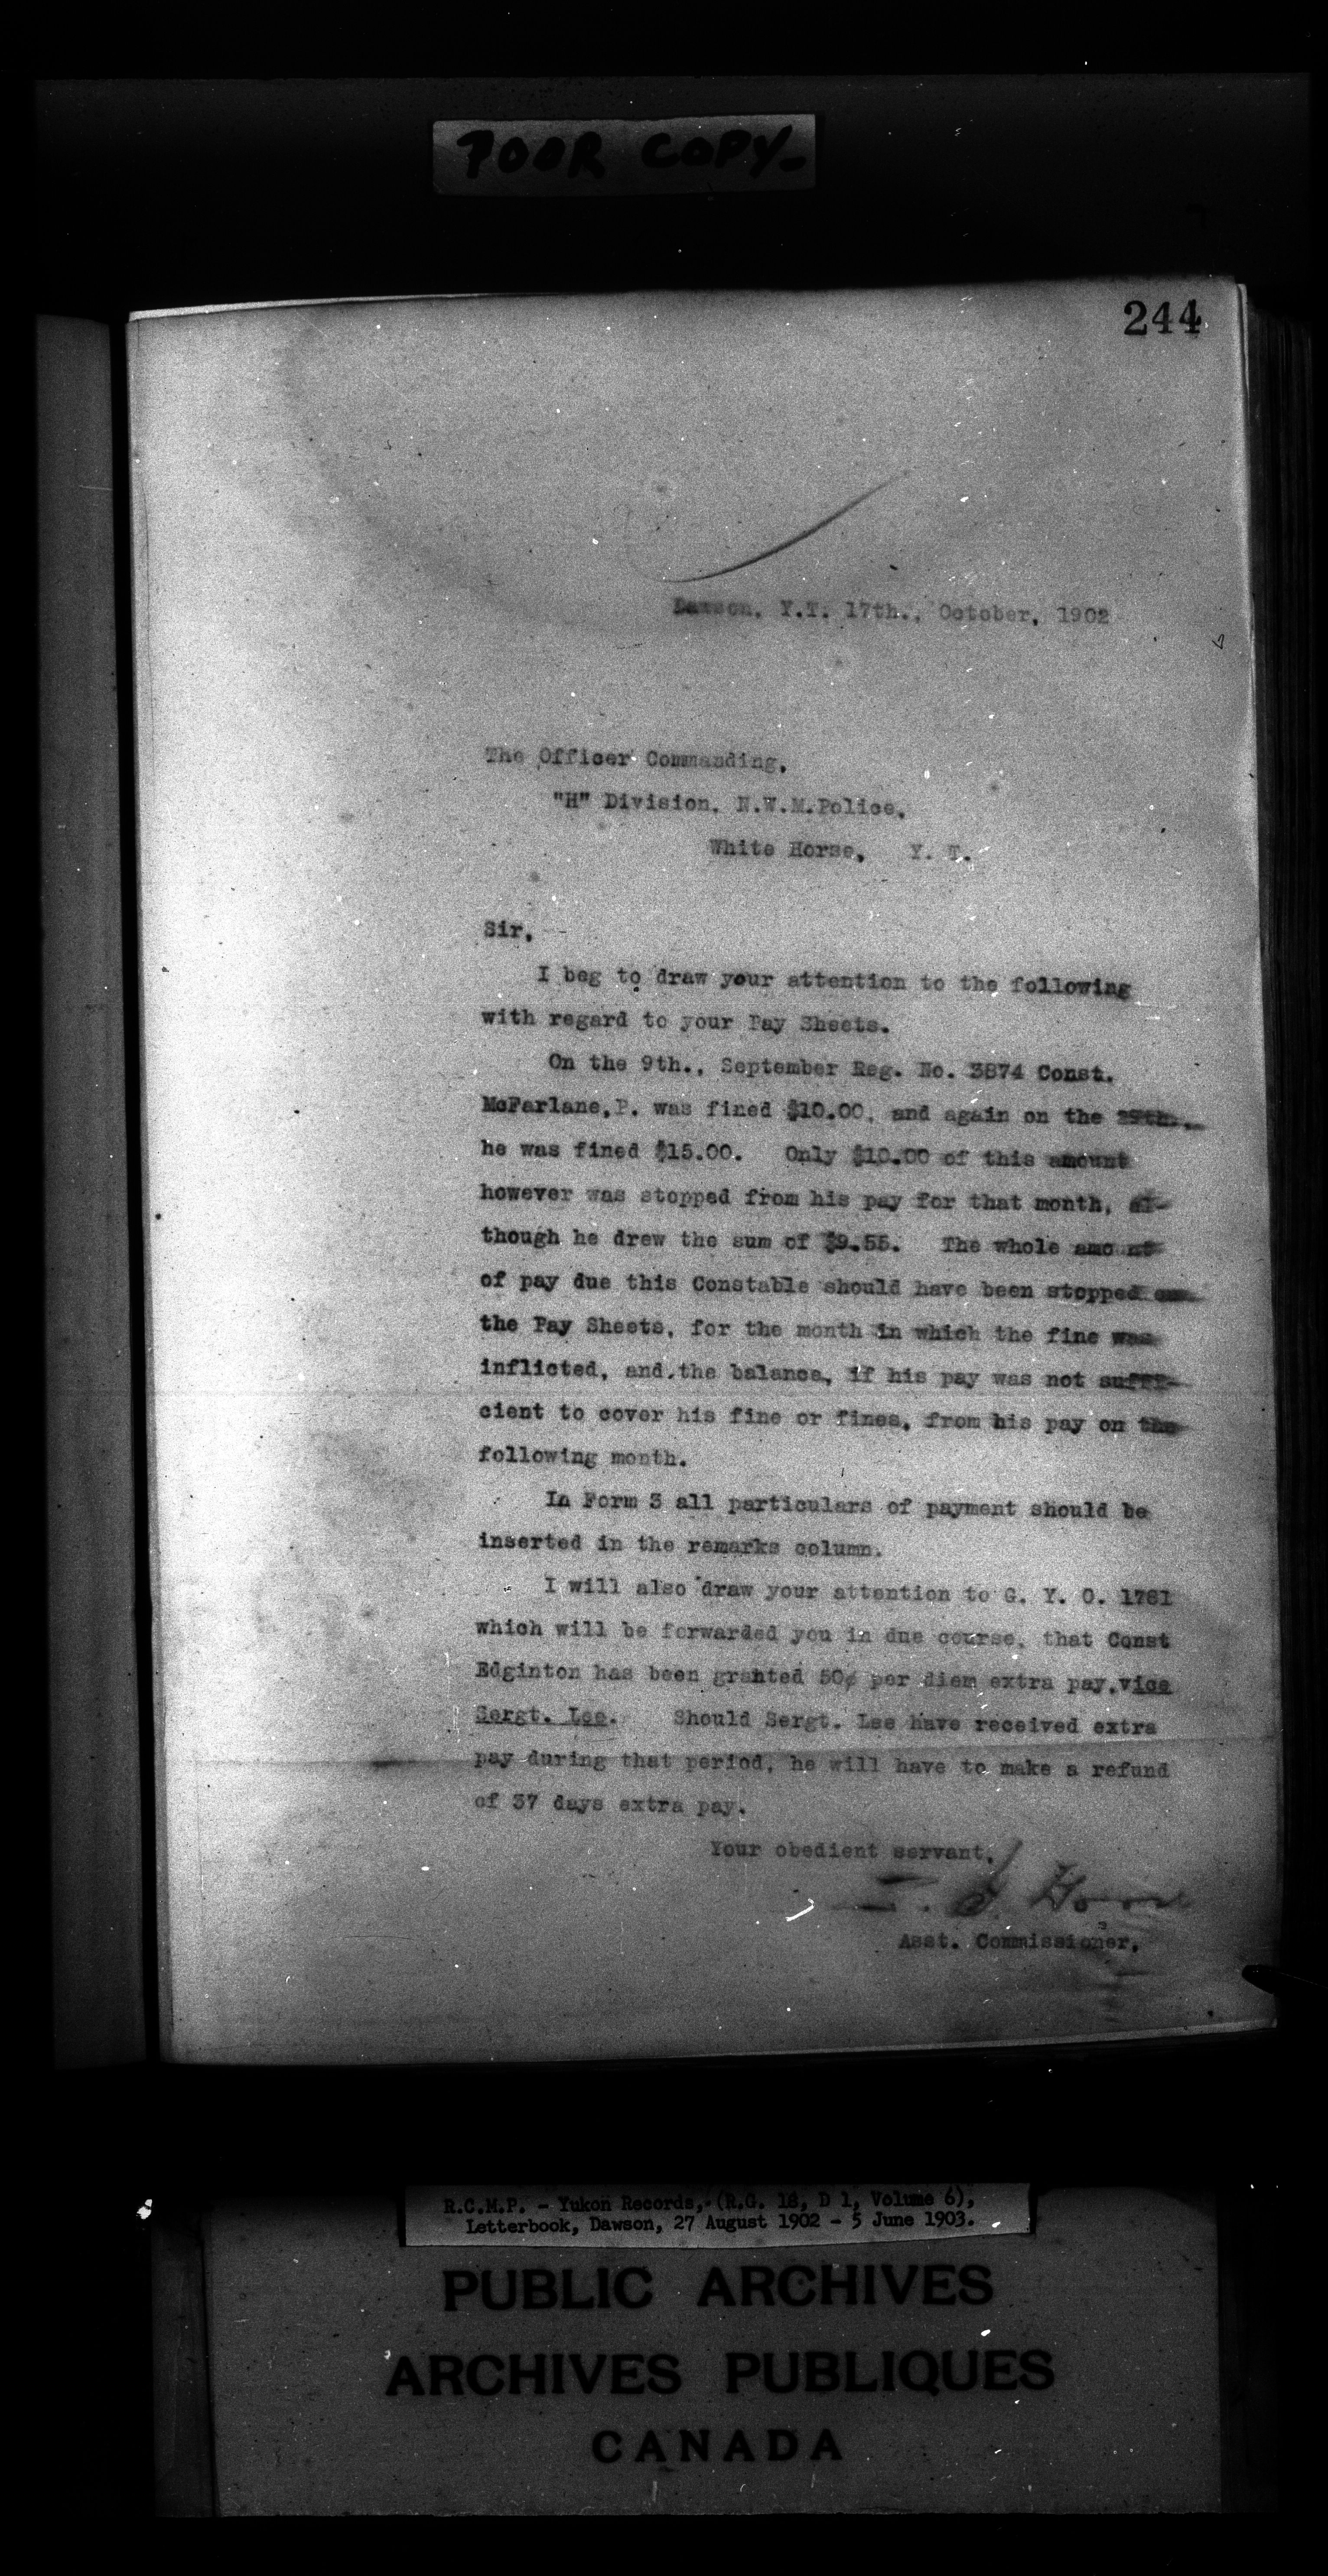 POOR COPY-
244
Dawson, Y.T. 17th., October, 1902
The Officer Commanding,
"H" Division, N.W.M.Police,
White Horse, Y. T.
Sir,
I beg to draw your attention to the following
with regard to your Pay Sheets.
On the 9th., September Reg. No. 3874 Const.
McFarlane,P. was fined $10.00, and again on the 29th.,
he was fined $15.00. Only $10.00 of this amount
however was stopped from his pay for that month, al-
though he drew the sum of $9.55. The whole amo nt
of pay due this Constable should have been stopped on
the Pay Sheets, for the month in which the fine was
inflicted, and the balance, if his pay was not suffi-
cient to cover his fine or fines, from his pay on the
following month.
In Form 3 all particulars of payment should be
inserted in the remarks column.
I will also draw your attention to G. Y. O. 1781
which will be forwarded you in due course, that Const
Edginton has been granted 50¢ per diem extra pay,vice
Sergt. Lee. Should Sergt. Lee have received extra
pay during that period, he will have to make a refund
of 37 days extra pay.
Your obedient servant,
Asst. Commissioner.
R.C.M.P. - Yukon Records, (R.G. 18, D 1, Volume 6),
Letterbook, Dawson, 27 August 1902 - 5 June 1903.
PUBLIC ARCHIVES
ARCHIVES PUBLIQUES
CANADA